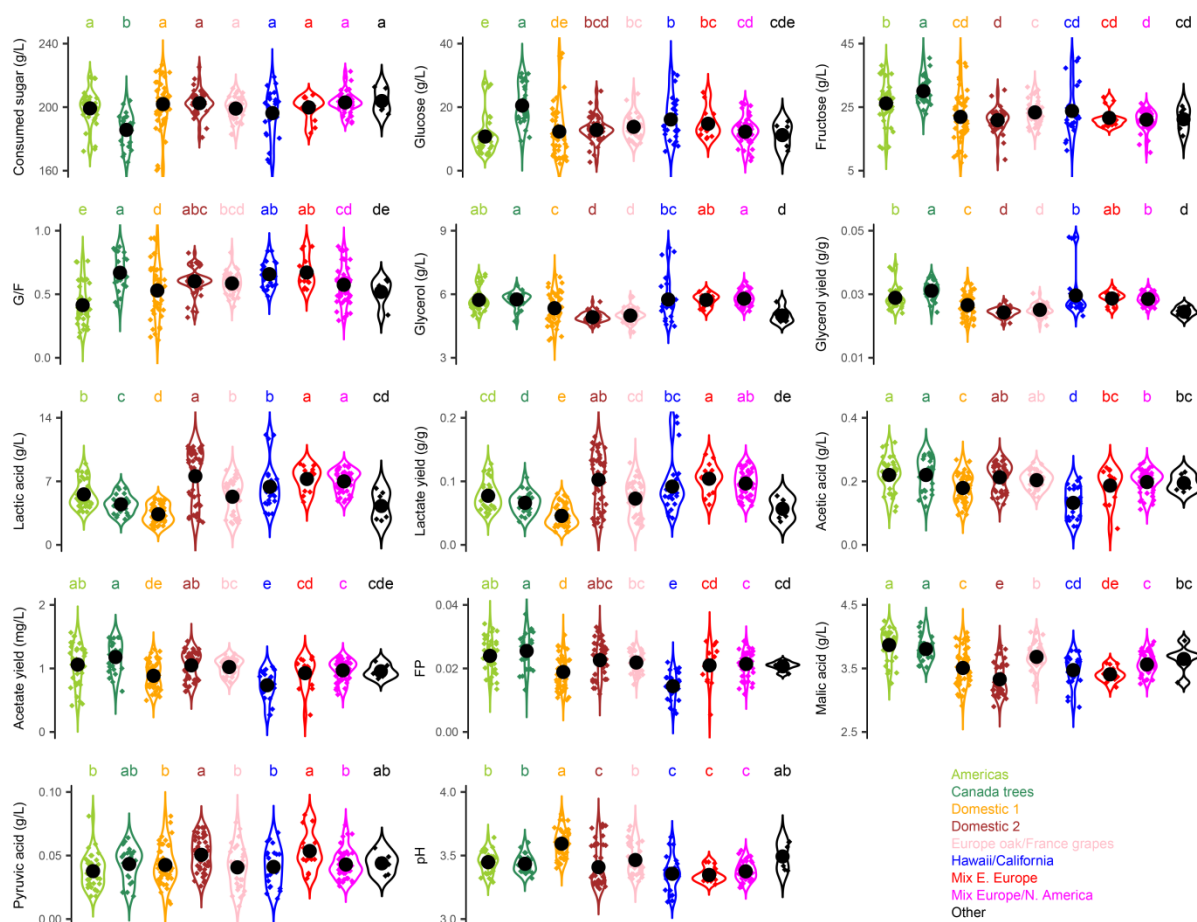 a b a a a a a a a
Consumed sugar (g/L)
240
200
160
e a de bcd bc b bc cd cde
Glucose (g/L)
40
20
0
b a cd d c cd cd d cd
Fructose (g/L)
45
25
5
e a d abc bcd ab ab cd de
G/F
1.0
0.5
0.0
ab a c d d bc ab a d
Glycerol (g/L)
6
3
b a c d d b ab b d
Glycerol yield (g/g)
0.05
0.03
0.01
b c d a b b a a cd
Lactic acid (g/L)
14
7
0
cd d e ab cd bc a ab de
Lactate yield (g/g)
0.2
0.1
0.0
a a c ab ab d bc b bc
Acetic acid (g/L)
0.4
0.2
0.0
ab a de ab bc e cd c cde
Acetate yield (mg/L)
2
1
0
ab a d abc bc e cd c cd
FP
0.04
0.02
0.00
a a c e b cd de c bc
Malic acid (g/L)
4.5
3.5
2.5
b ab b a b b a b ab
Pyruvic acid (g/L)
0.10
0.05
0.00
b b a c b c c c ab
pH
4.0
3.5
3.0
Americas
Canada trees
Domestic 1
Domestic 2
Europe oak/France grapes
Hawaii/California
Mix E. Europe
Mix Europe/N. America
Other